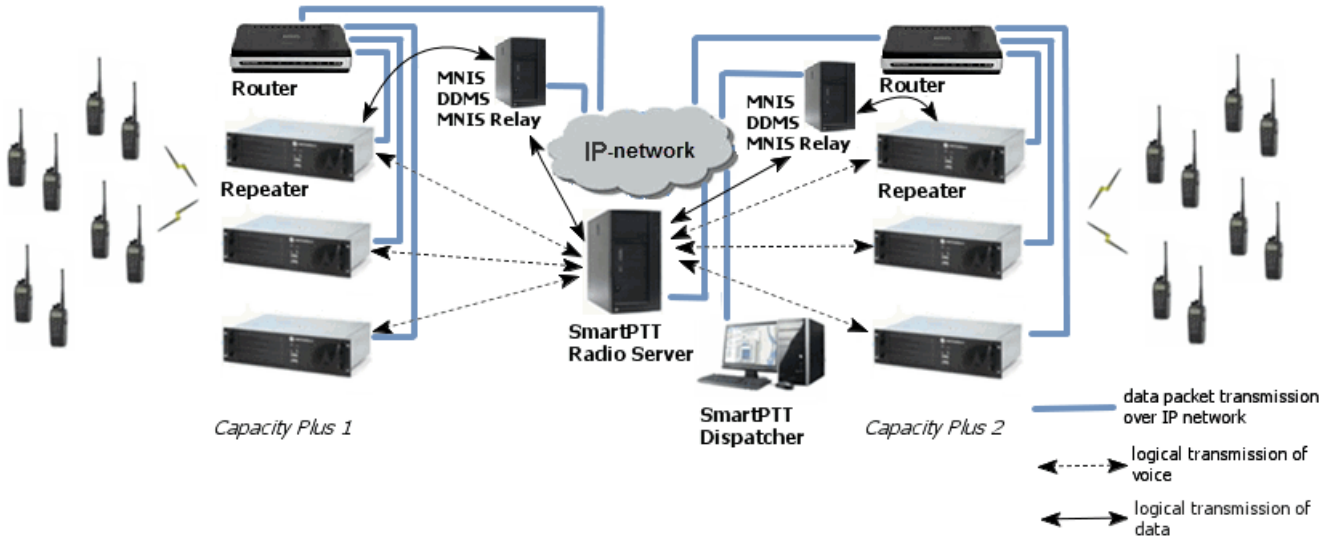 Router
MNIS
DDMS
MNIS Relay
IP-network
MNIS
DDMS
MNIS Relay
Router
Repeater
Repeater
SmartPTT
Radio Server
SmartPTT
Dispatcher
Capacity Plus 1
Capacity Plus 2
data packet transmission
over IP network
logical transmission of
voice
logical transmission of
data